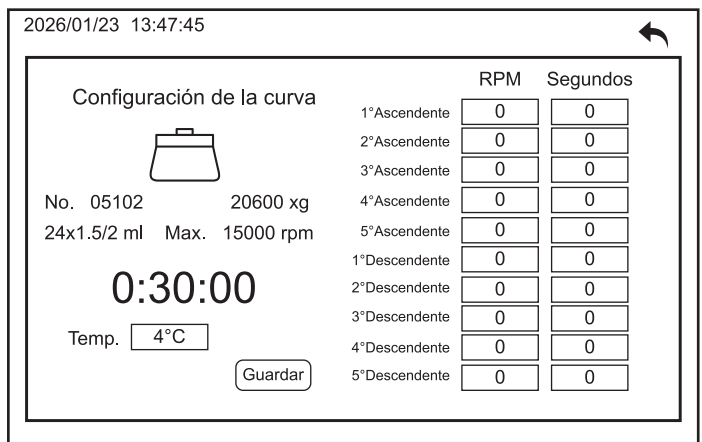 2026/01/23 13:47:45
Configuración de la curva
No. 05102 20600 xg
24x1.5/2 ml Max. 15000 rpm
0:30:00
Temp. 4°C
Guardar
RPM Segundos
1°Ascendente 0 0
2°Ascendente 0 0
3°Ascendente 0 0
4°Ascendente 0 0
5°Ascendente 0 0
1°Descendente 0 0
2°Descendente 0 0
3°Descendente 0 0
4°Descendente 0 0
5°Descendente 0 0